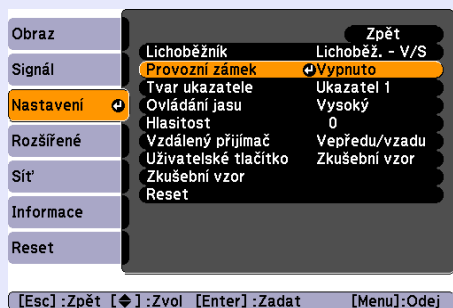 Obraz
Signál
Nastavení
Rozšířené
Síť
Informace
Reset
Zpět
Lichoběžník Lichoběž. - V/S
Provozní zámek Vypnuto
Tvar ukazatele Ukazatel 1
Ovládání jasu Vysoký
Hlasitost 0
Vzdálený přijímač Vepředu/vzadu
Uživatelské tlačítko Zkušební vzor
Zkušební vzor
Reset
[Esc] :Zpět [◆] :Zvol [Enter] :Zadat [Menu]:Odej